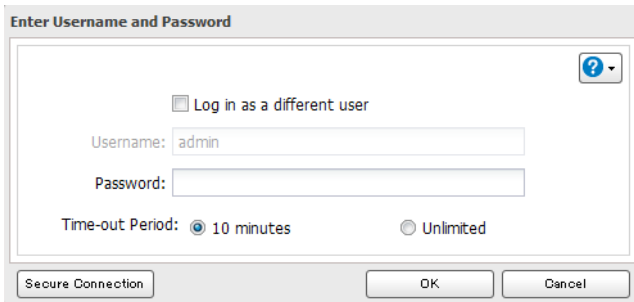 Enter Username and Password
?
Log in as a different user
Username: admin
Password:
Time-out Period: 10 minutes Unlimited
Secure Connection OK Cancel